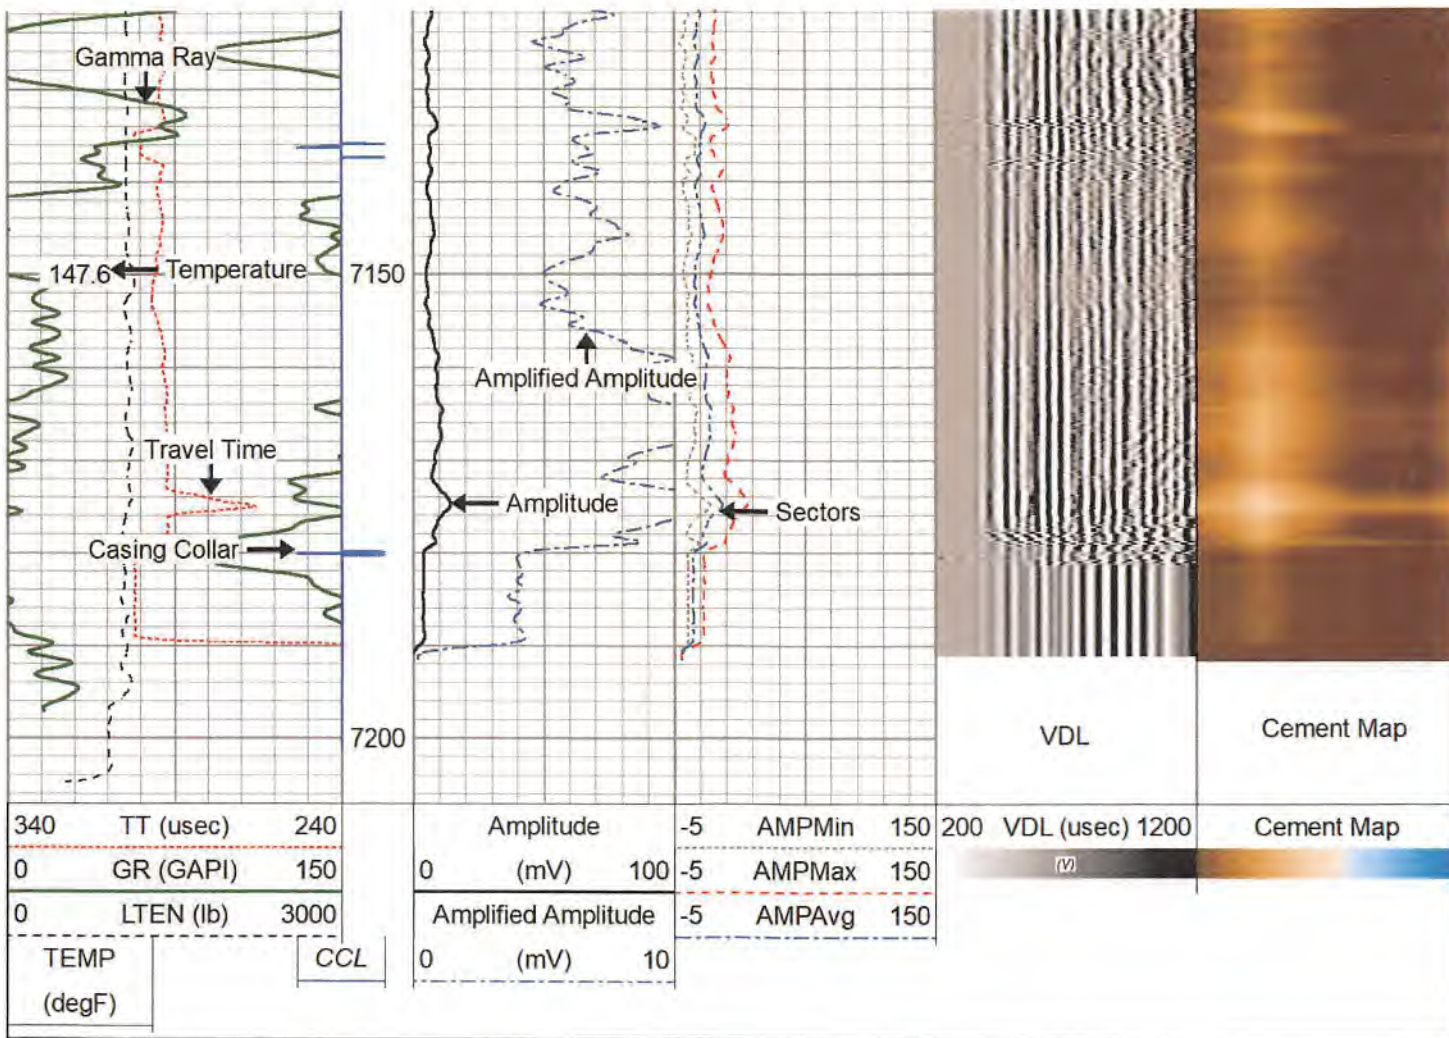 Gamma Ray
147.6 Temperature
7150
Amplified Amplitude
Travel Time
Amplitude
Sectors
Casing Collar
7200
VDL
Cement Map
340 TT (usec) 240
Amplitude
-5 AMPMin 150
200 VDL (usec) 1200
Cement Map
0 GR (GAPI) 150
0 (mV) 100
-5 AMPMax 150
(V)
0 LTEN (lb) 3000
Amplified Amplitude
-5 AMPAvg 150
TEMP
CCL
0 (mV) 10
(degF)